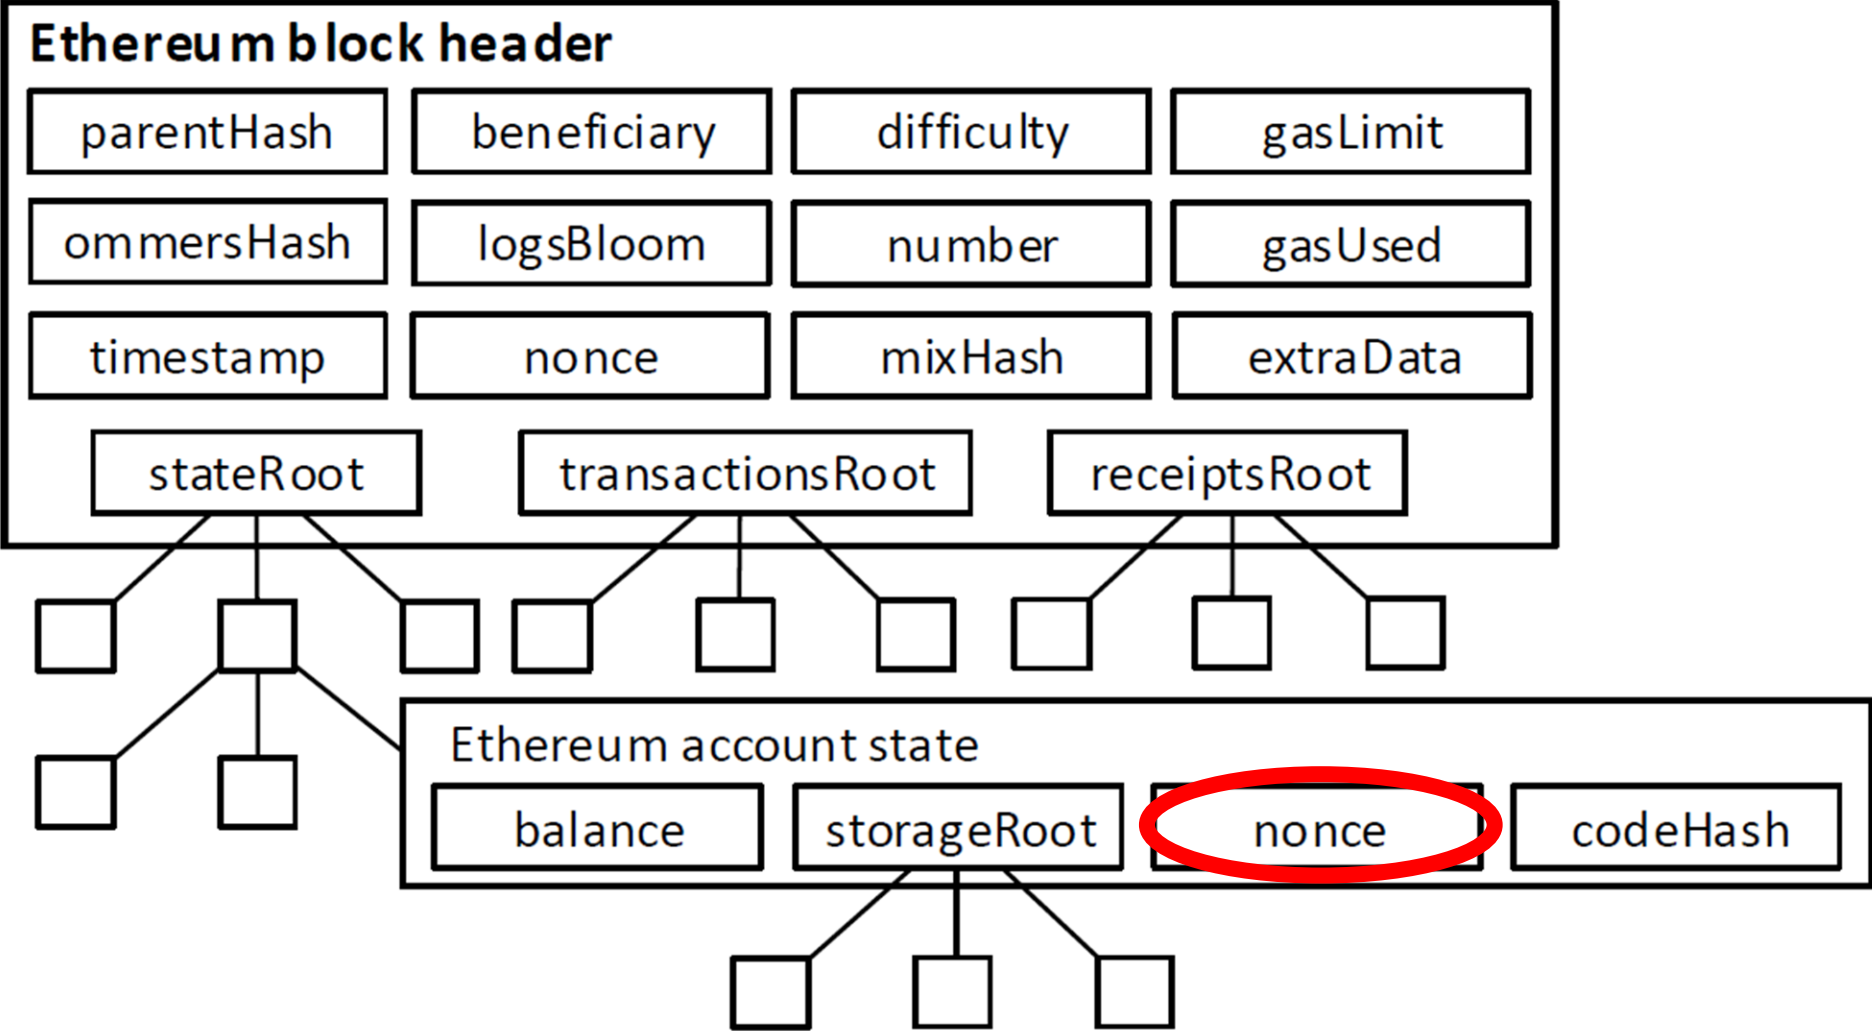 Ethereum block header
parentHash beneficiary difficulty gasLimit
ommersHash logsBloom number gasUsed
timestamp nonce mixHash extraData
stateRoot transactionsRoot receiptsRoot
Ethereum account state
balance storageRoot nonce codeHash